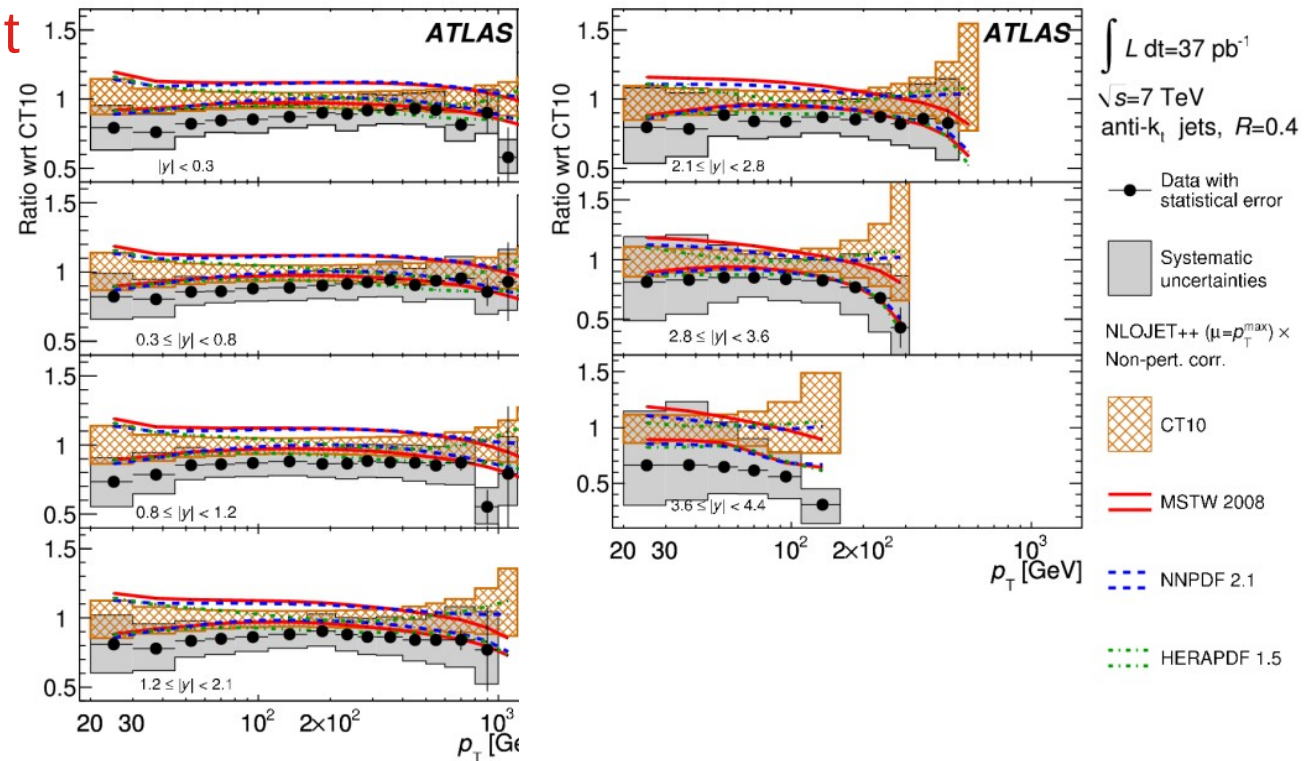 t
ATLAS
Ratio wrt CT10
1.5
1
0.5
|y| < 0.3
1.5
1
0.5
0.3 ≤ |y| < 0.8
1.5
1
0.5
0.8 ≤ |y| < 1.2
1.5
1
0.5
1.2 ≤ |y| < 2.1
20 30 10² 2×10² 10³
p_T [Ge
ATLAS
Ratio wrt CT10
1.5
1
0.5
2.1 ≤ |y| < 2.8
1.5
1
0.5
2.8 ≤ |y| < 3.6
1.5
1
0.5
3.6 ≤ |y| < 4.4
20 30 10² 2×10² 10³
p_T [GeV]
∫ L dt=37 pb⁻¹
√s=7 TeV
anti-k_t jets, R=0.4
Data with
statistical error
Systematic
uncertainties
NLOJET++ (μ=p_T^max) ×
Non-pert. corr.
CT10
MSTW 2008
NNPDF 2.1
HERAPDF 1.5